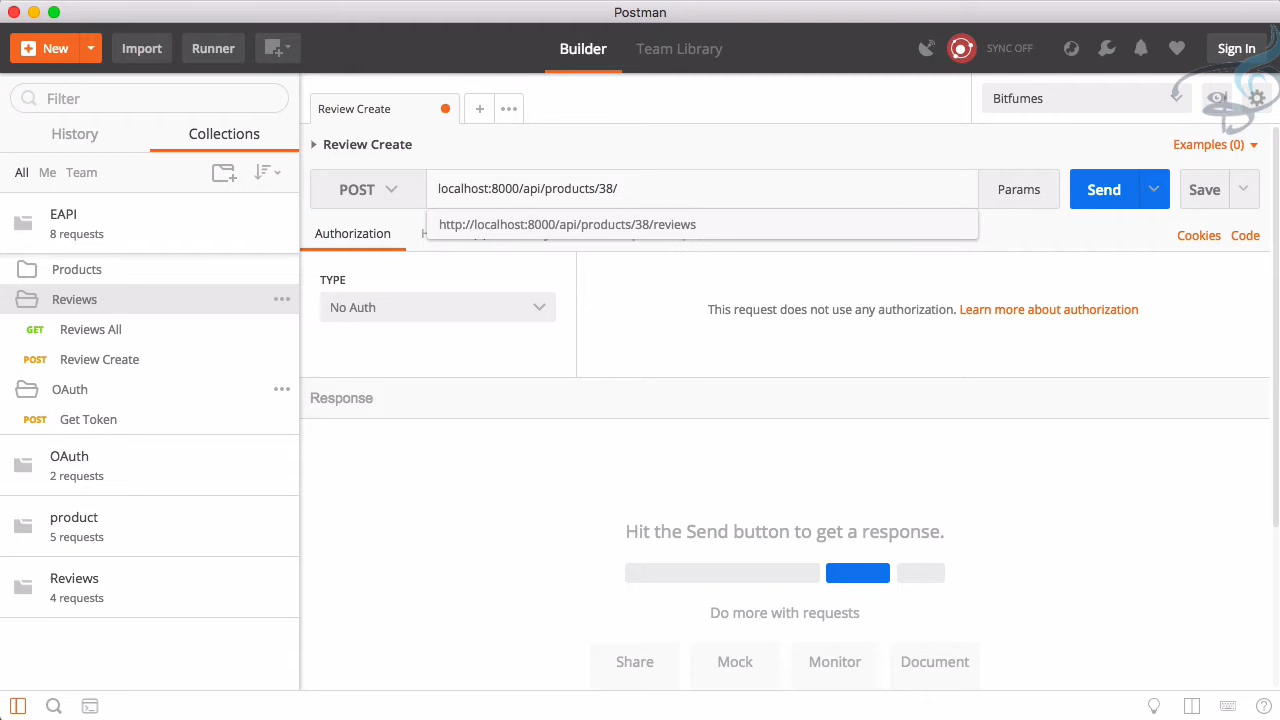 Postman
New
Import
Runner
Builder
Team Library
SYNC OFF
Sign In
Filter
History
Collections
All
Me
Team
EAPI
8 requests
Products
Reviews
GET Reviews All
POST Review Create
OAuth
POST Get Token
OAuth
2 requests
product
5 requests
Reviews
4 requests
Review Create
Bitfumes
Review Create
Examples (0)
POST
localhost:8000/api/products/38/
Params
Send
Save
http://localhost:8000/api/products/38/reviews
Authorization
Cookies
Code
TYPE
No Auth
This request does not use any authorization. Learn more about authorization
Response
Hit the Send button to get a response.
Do more with requests
Share
Mock
Monitor
Document